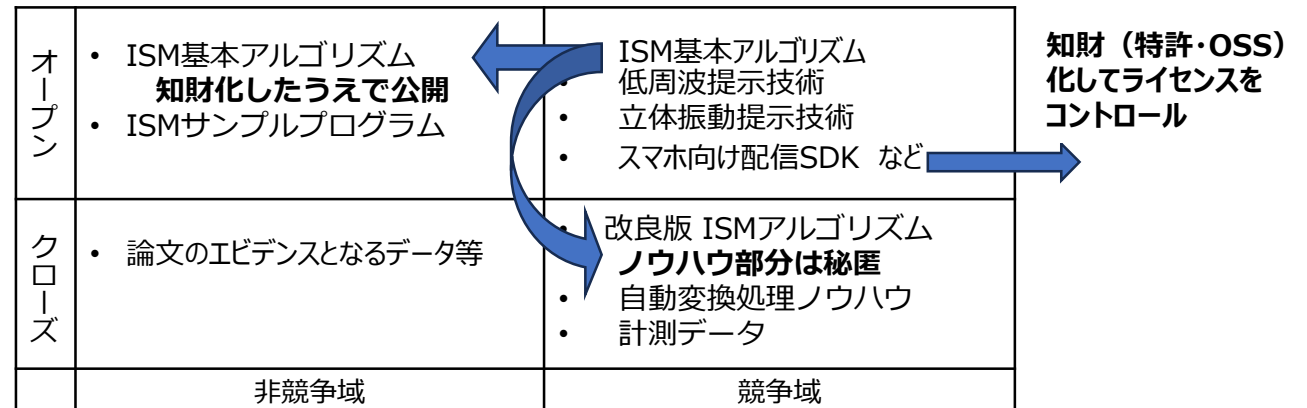 オープン
• ISM基本アルゴリズム
知財化したうえで公開
• ISMサンプルプログラム
ISM基本アルゴリズム
• 低周波提示技術
• 立体振動提示技術
• スマホ向け配信SDK など
知財（特許・OSS）
化してライセンスを
コントロール
クローズ
• 論文のエビデンスとなるデータ等
• 改良版 ISMアルゴリズム
ノウハウ部分は秘匿
• 自動変換処理ノウハウ
• 計測データ
非競争域
競争域